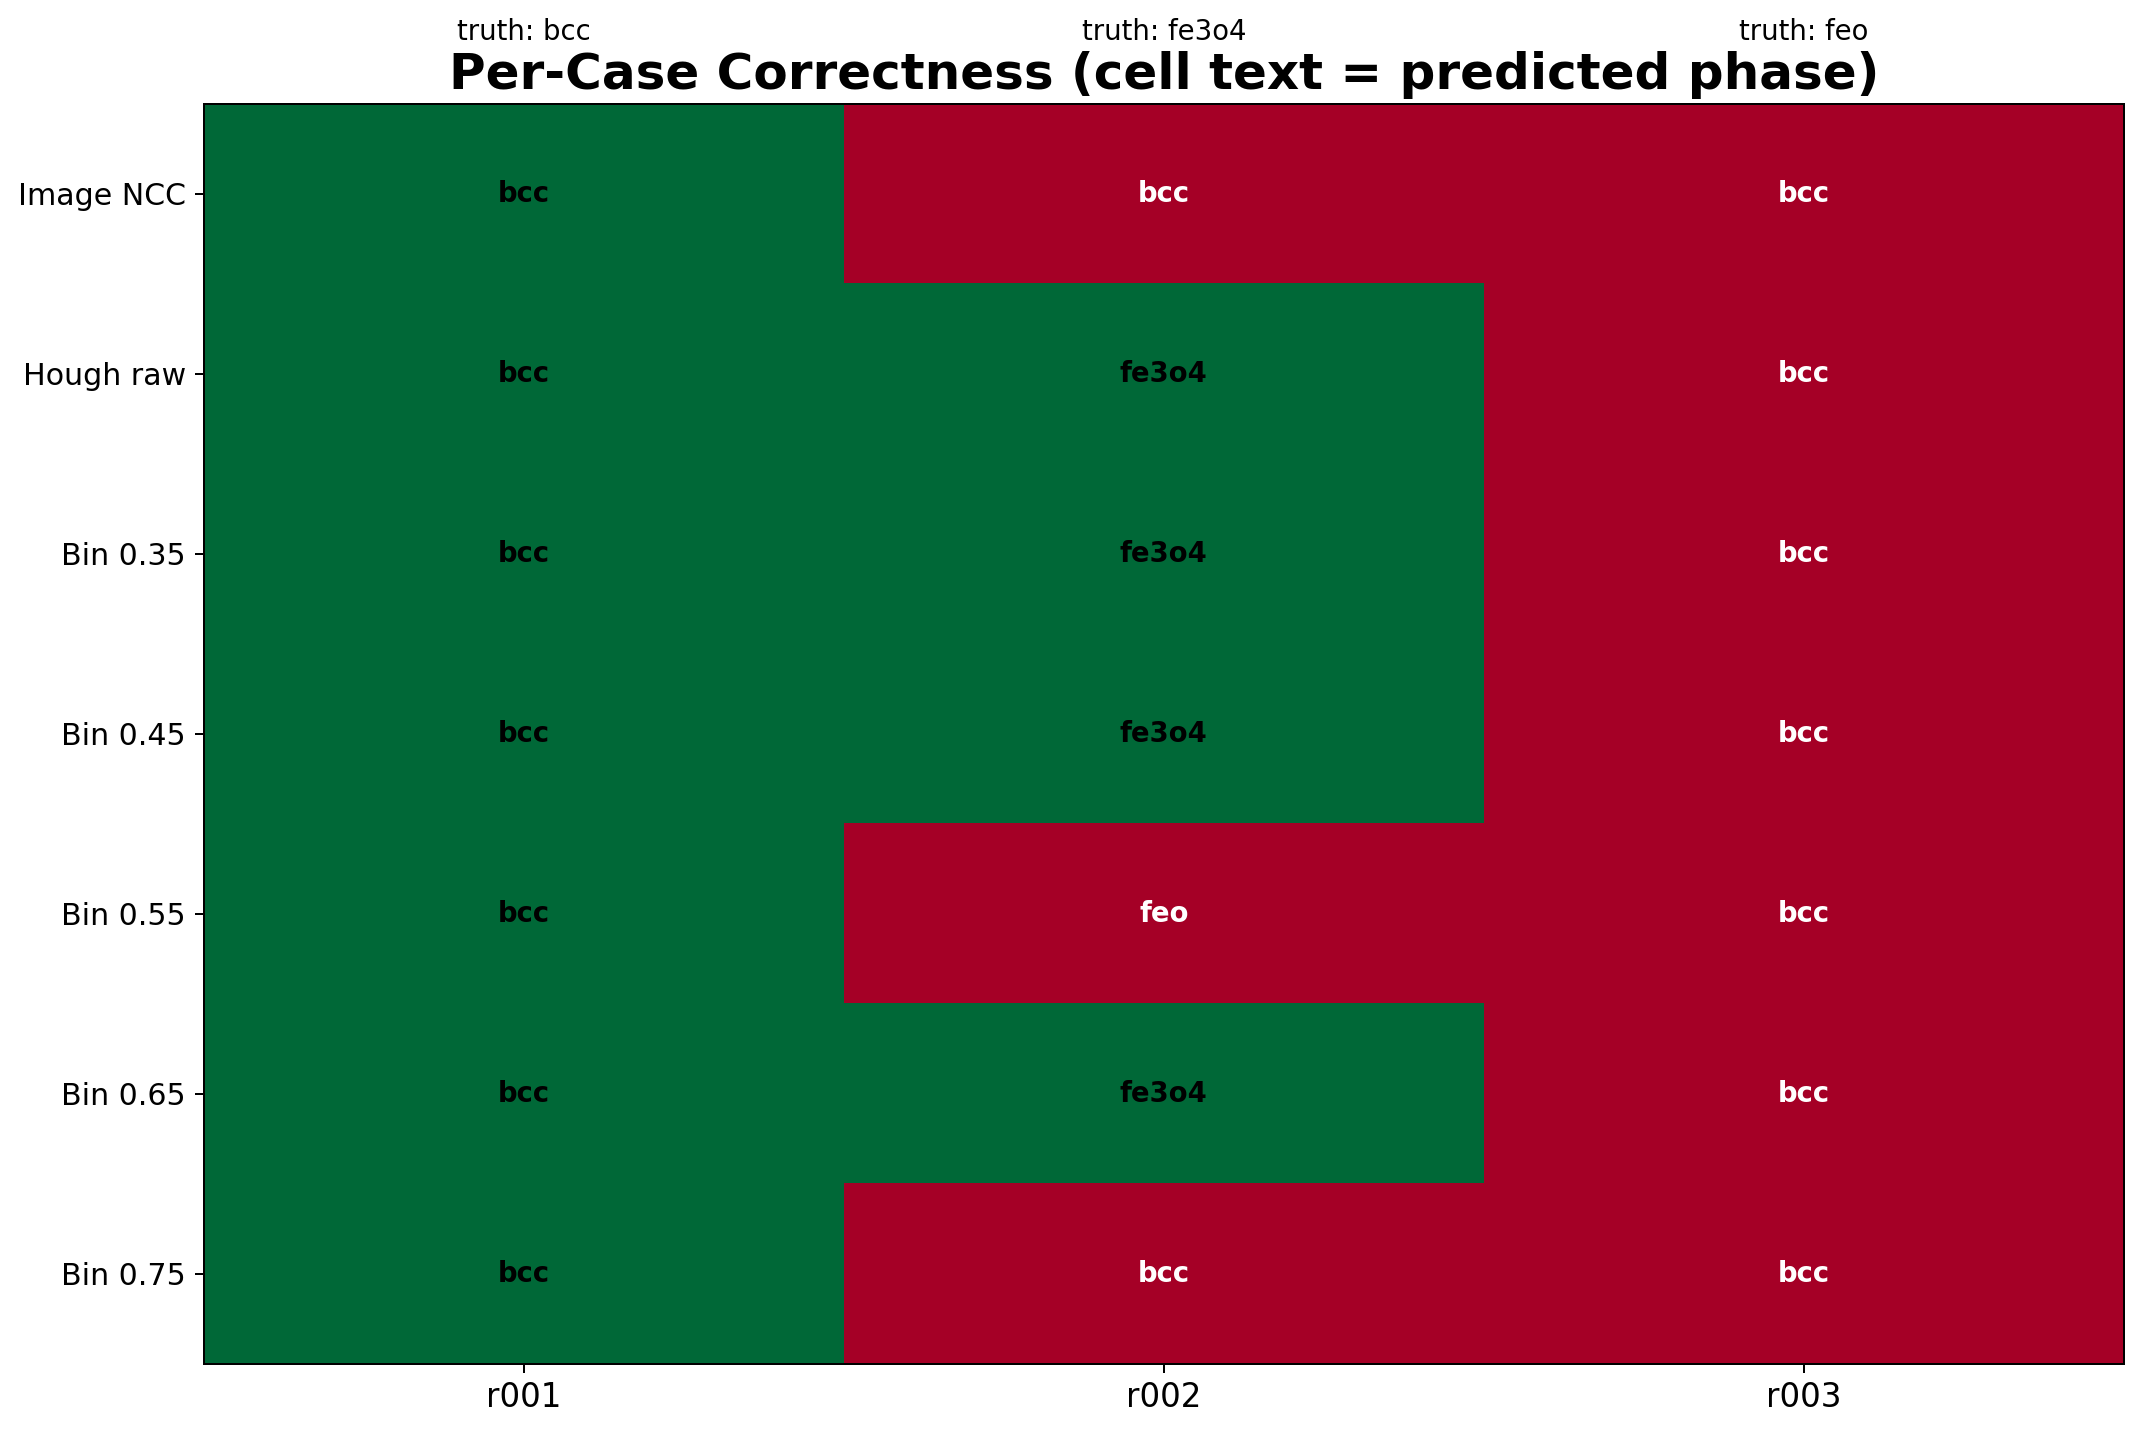 truth: bcc truth: fe3o4 truth: feo
Per-Case Correctness (cell text = predicted phase)
Image NCC bcc bcc bcc
Hough raw bcc fe3o4 bcc
Bin 0.35 bcc fe3o4 bcc
Bin 0.45 bcc fe3o4 bcc
Bin 0.55 bcc feo bcc
Bin 0.65 bcc fe3o4 bcc
Bin 0.75 bcc bcc bcc
r001 r002 r003